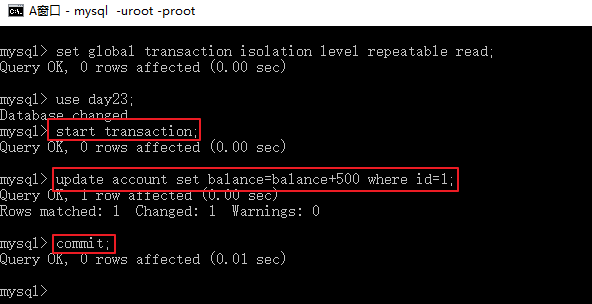 A窗口 - mysql -uroot -proot
mysql> set global transaction isolation level repeatable read;
Query OK, 0 rows affected (0.00 sec)
mysql> use day23;
Database changed
mysql> start transaction;
Query OK, 0 rows affected (0.00 sec)
mysql> update account set balance=balance+500 where id=1;
Query OK, 1 row affected (0.00 sec)
Rows matched: 1  Changed: 1  Warnings: 0
mysql> commit;
Query OK, 0 rows affected (0.01 sec)
mysql>